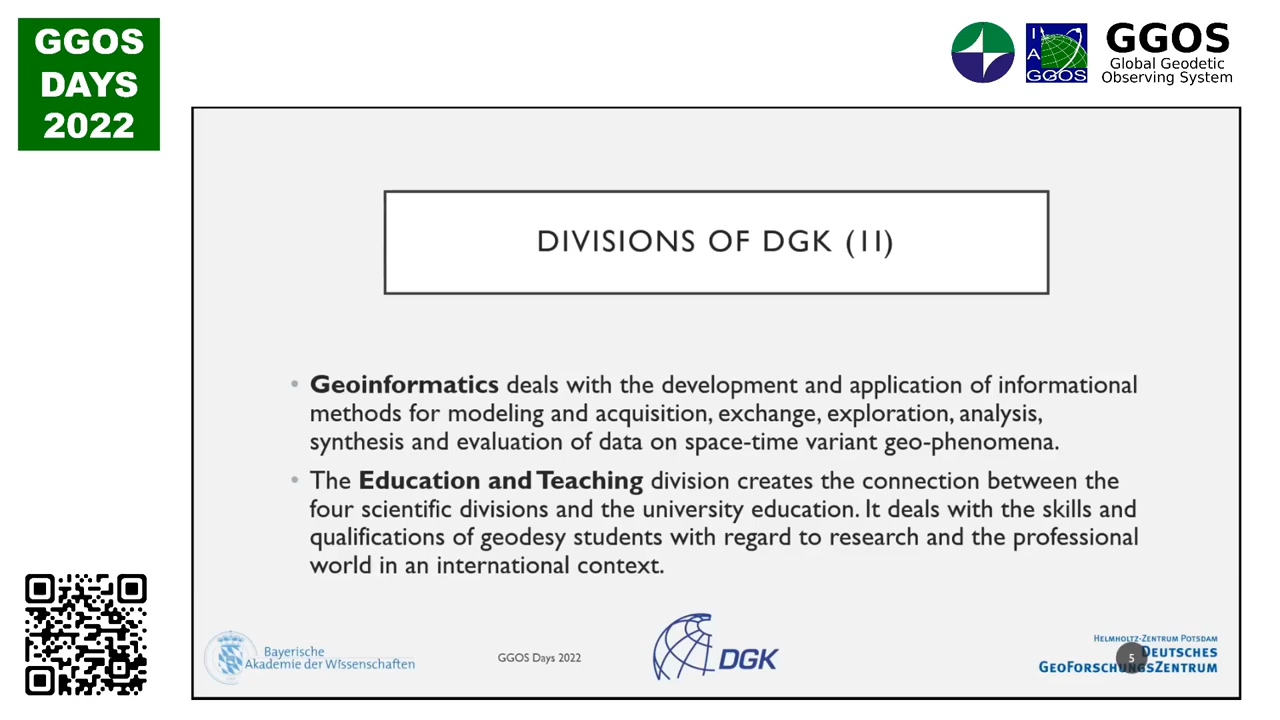 GGOS
DAYS
2022
I
A
G
GGOS
GGOS
Global Geodetic
Observing System
DIVISIONS OF DGK (II)
• Geoinformatics deals with the development and application of informational
methods for modeling and acquisition, exchange, exploration, analysis,
synthesis and evaluation of data on space-time variant geo-phenomena.
• The Education and Teaching division creates the connection between the
four scientific divisions and the university education. It deals with the skills and
qualifications of geodesy students with regard to research and the professional
world in an international context.
Bayerische
Akademie der Wissenschaften
GGOS Days 2022
DGK
HELMHOLTZ-ZENTRUM POTSDAM
DEUTSCHES
GEOFORSCHUNGSZENTRUM
5